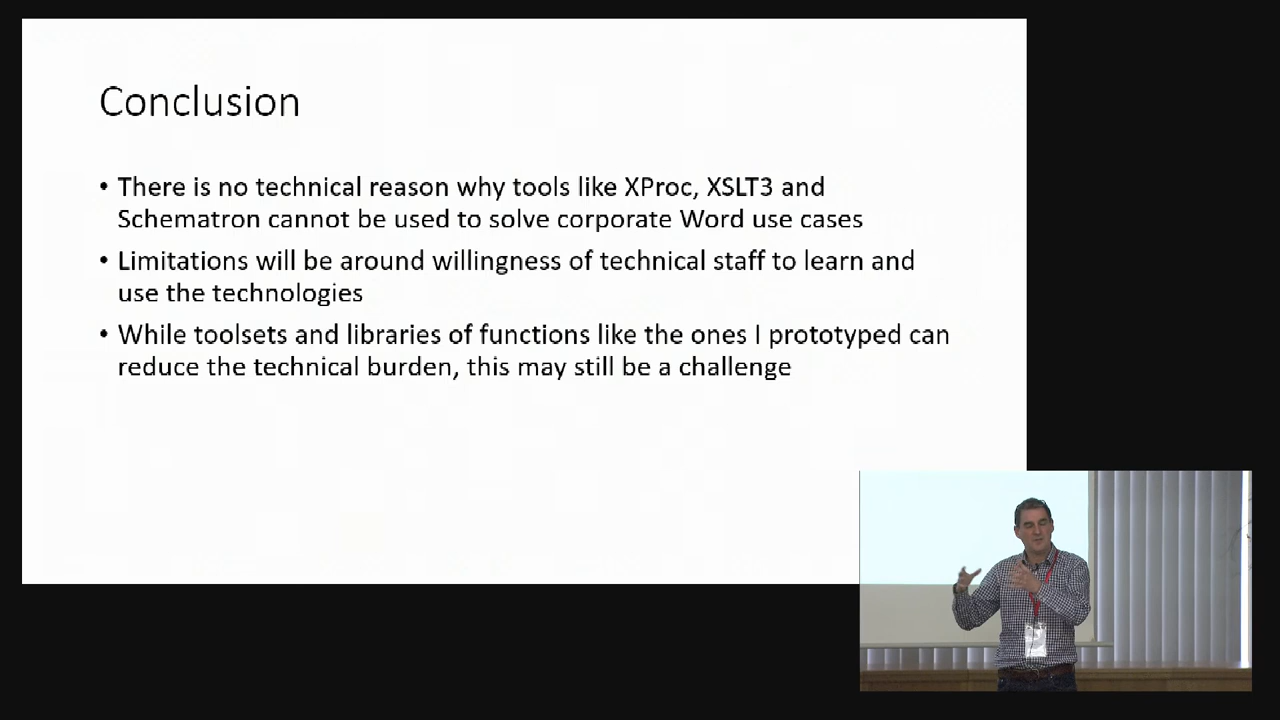 Conclusion
• There is no technical reason why tools like XProc, XSLT3 and
Schematron cannot be used to solve corporate Word use cases
• Limitations will be around willingness of technical staff to learn and
use the technologies
• While toolsets and libraries of functions like the ones I prototyped can
reduce the technical burden, this may still be a challenge